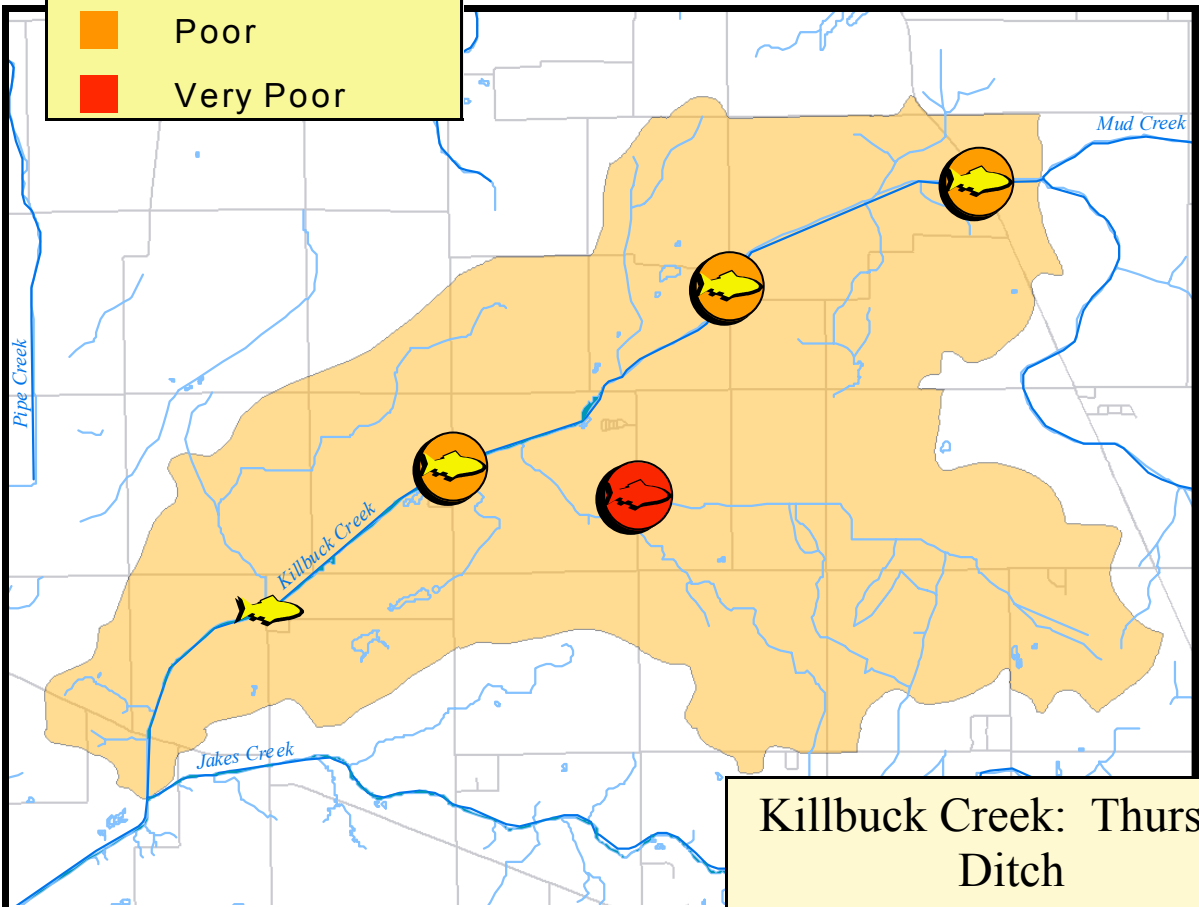 Poor
Very Poor
Mud Creek
Pipe Creek
Killbuck Creek
Jakes Creek
Killbuck Creek: Thurs
Ditch